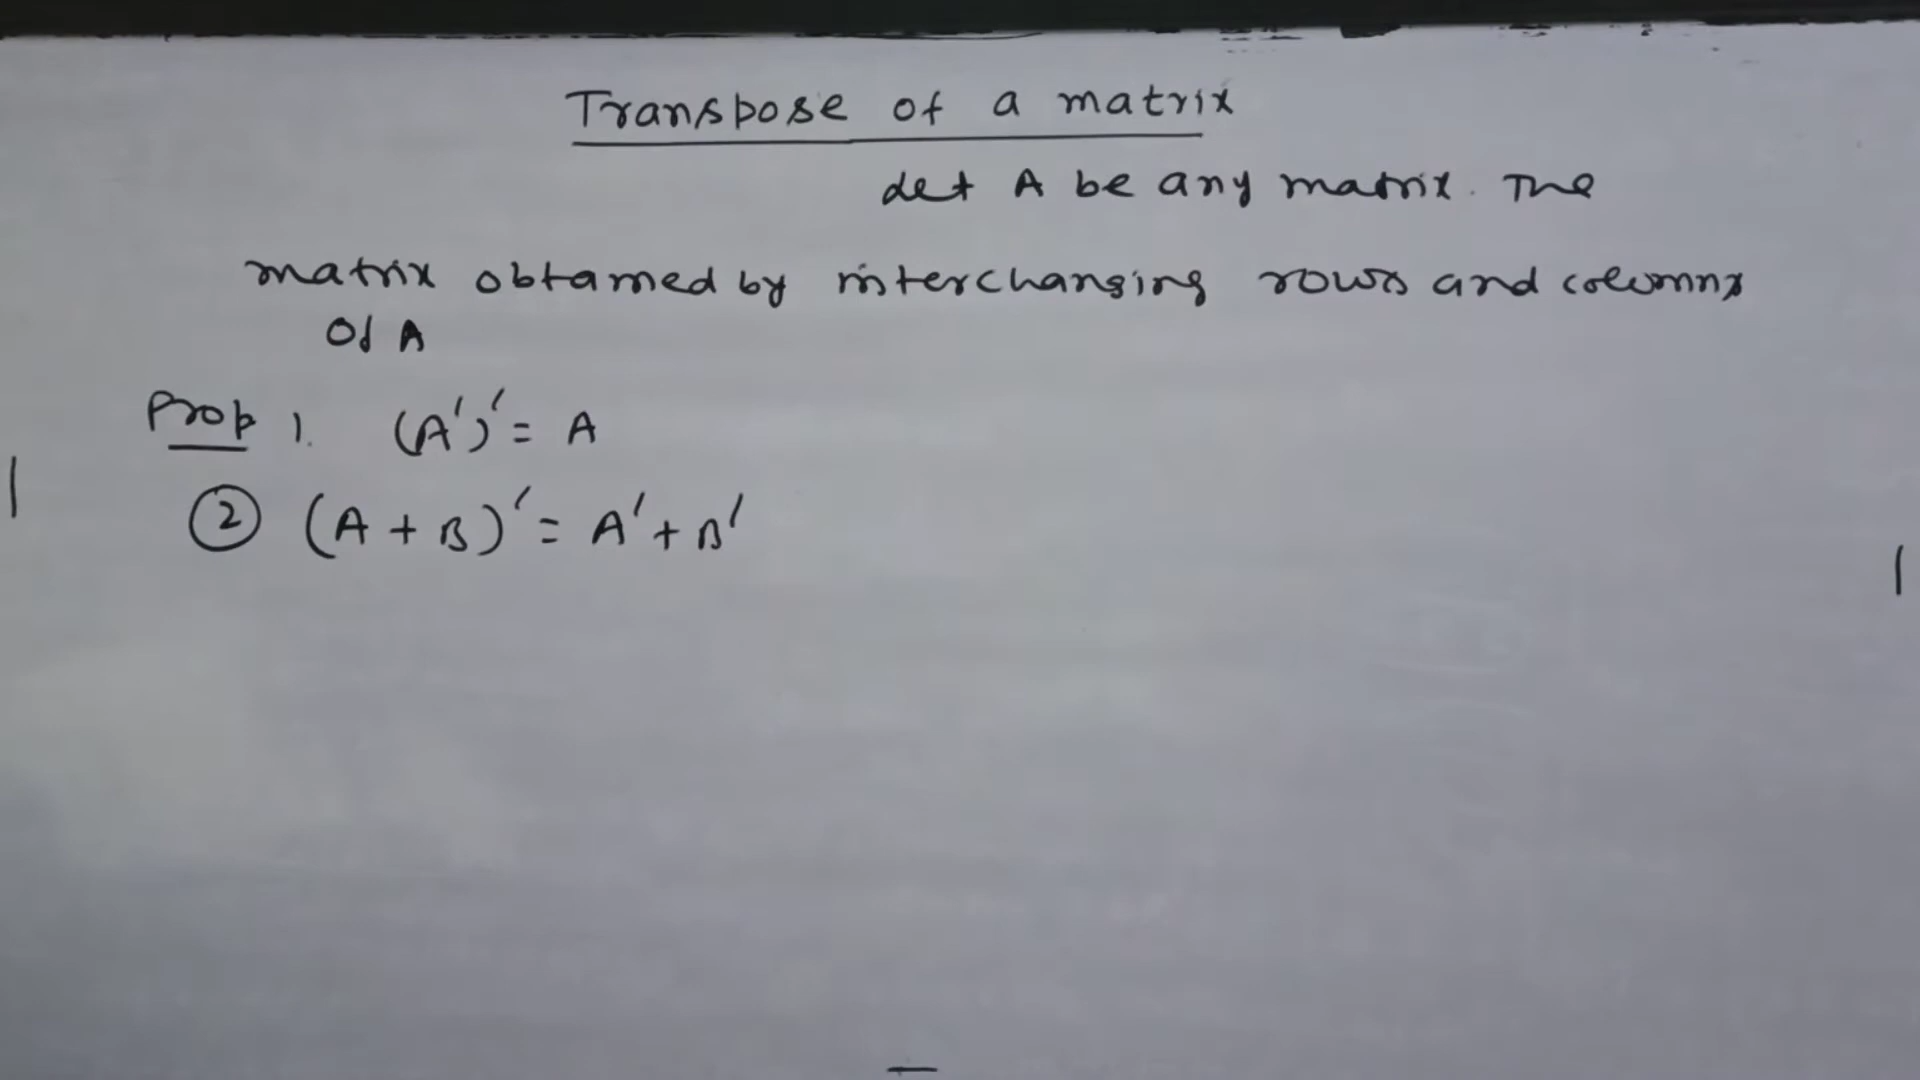 Transpose of a matrix
Let A be any matrix. The
matrix obtained by interchanging rows and columns
of A
Prop 1. (A')' = A
② (A + B)' = A' + B'